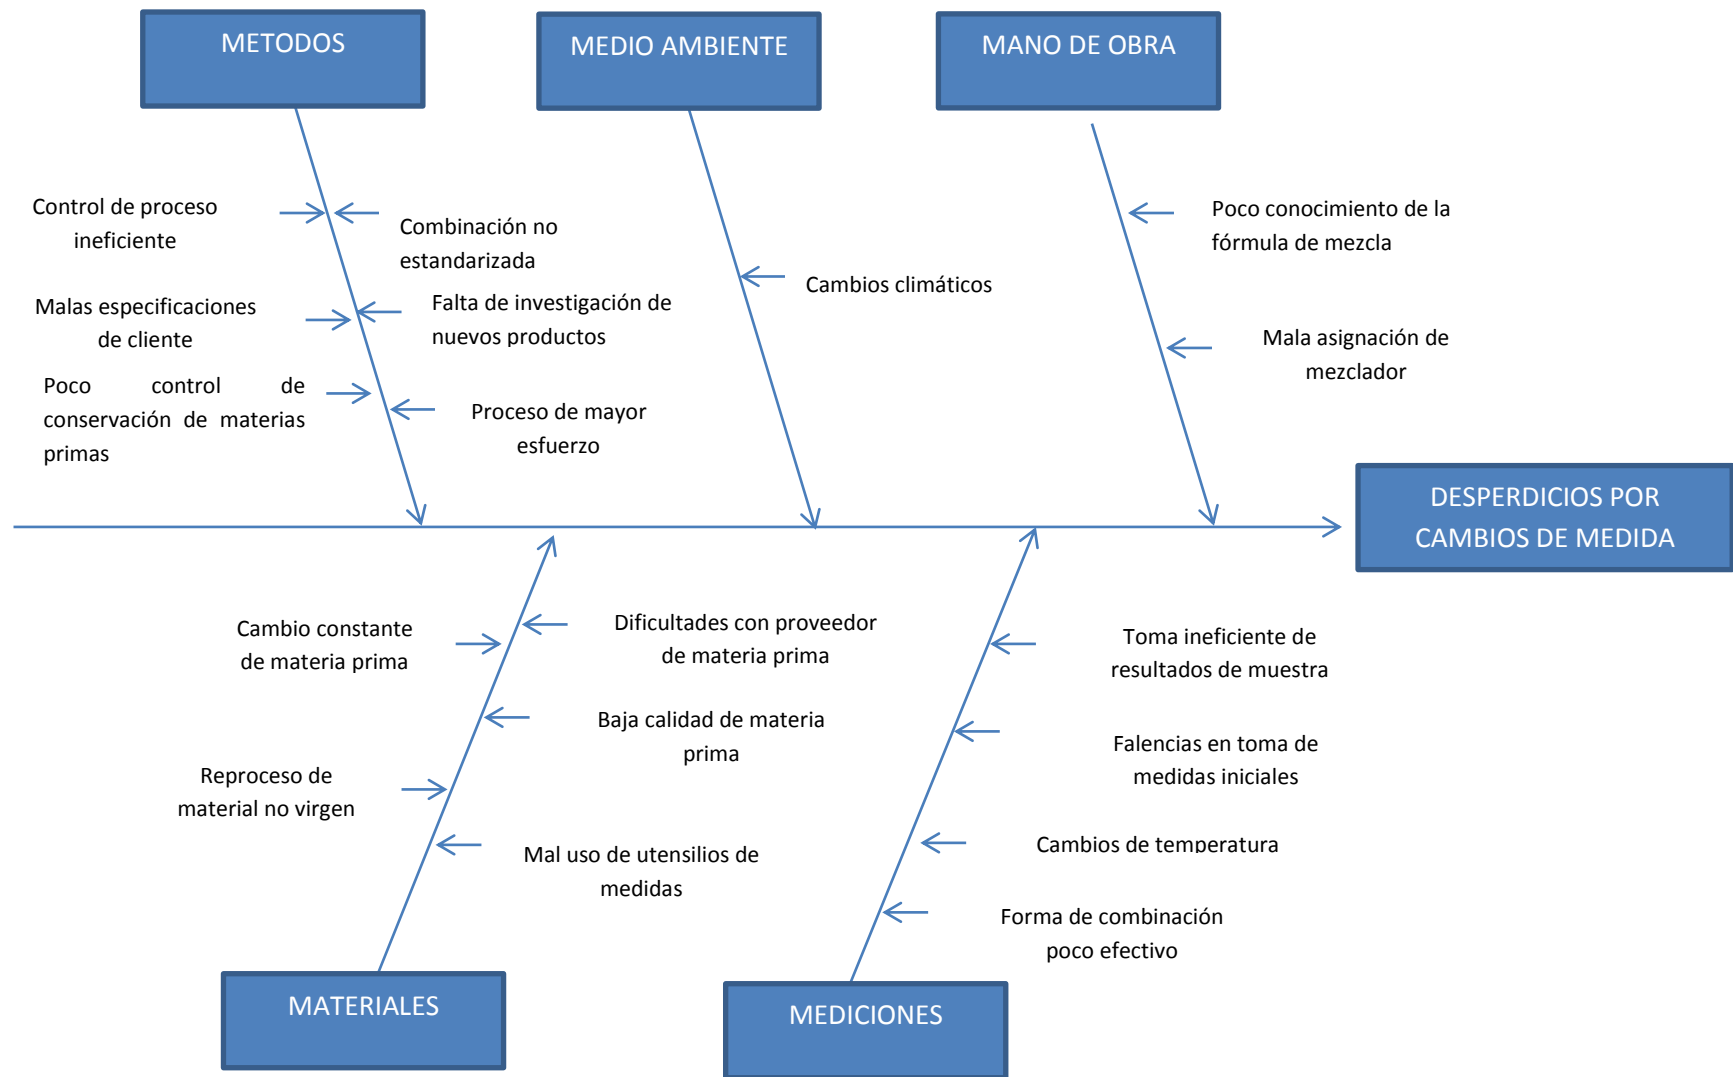 METODOS
MEDIO AMBIENTE
MANO DE OBRA
Control de proceso
ineficiente
Combinación no
estandarizada
Malas especificaciones
de cliente
Falta de investigación de
nuevos productos
Poco control de
conservación de materias
primas
Proceso de mayor
esfuerzo
Cambios climáticos
Poco conocimiento de la
fórmula de mezcla
Mala asignación de
mezclador
DESPERDICIOS POR
CAMBIOS DE MEDIDA
Cambio constante
de materia prima
Dificultades con proveedor
de materia prima
Baja calidad de materia
prima
Reproceso de
material no virgen
Mal uso de utensilios de
medidas
Toma ineficiente de
resultados de muestra
Falencias en toma de
medidas iniciales
Cambios de temperatura
Forma de combinación
poco efectivo
MATERIALES
MEDICIONES